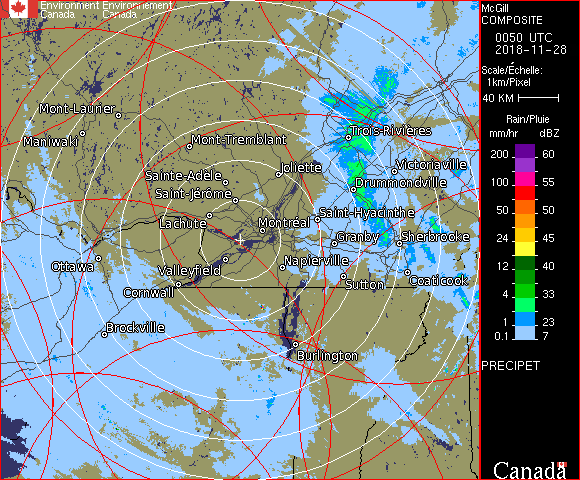 Environment Environnement
Canada Canada
McGill
COMPOSITE
0050 UTC
2018-11-28
Scale/Échelle:
1km/Pixel
40 KM
Rain/Pluie
mm/hr dBZ
200 60
100 55
50 50
24 45
12 40
4 33
1 23
0.1 7
PRECIPET
Canada
Mont-Laurier
Maniwaki
Mont-Tremblant
Trois-Rivières
Sainte-Adèle
Joliette
Victoriaville
Saint-Jérôme
Drummondville
Lachute
Montréal
Saint-Hyacinthe
Granby
Sherbrooke
Ottawa
Valleyfield
Napierville
Cornwall
Sutton
Coaticook
Brockville
Burlington